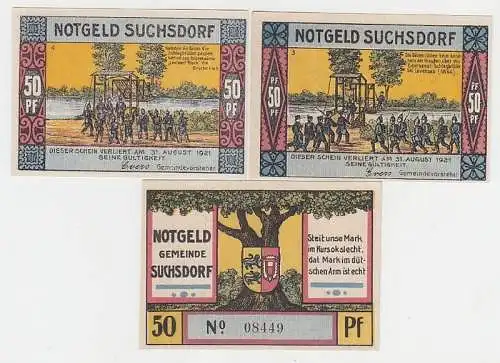 NOTGELD SUCHSDORF
4
50
PF
50
PF
DIESER SCHEIN VERLIERT AM 31. AUGUST 1921
SEINE GÜLTIGKEIT
Gemeindevorsteher
NOTGELD SUCHSDORF
3
50
PF
50
PF
DIESER SCHEIN VERLIERT AM 31. AUGUST 1921
SEINE GÜLTIGKEIT
Gemeindevorsteher
NOTGELD
GEMEINDE
SUCHSDORF
Steit unse Mark
im Kurs ok slecht,
dat Mark im düt-
schen Arm ist echt
50
No 08449
Pf